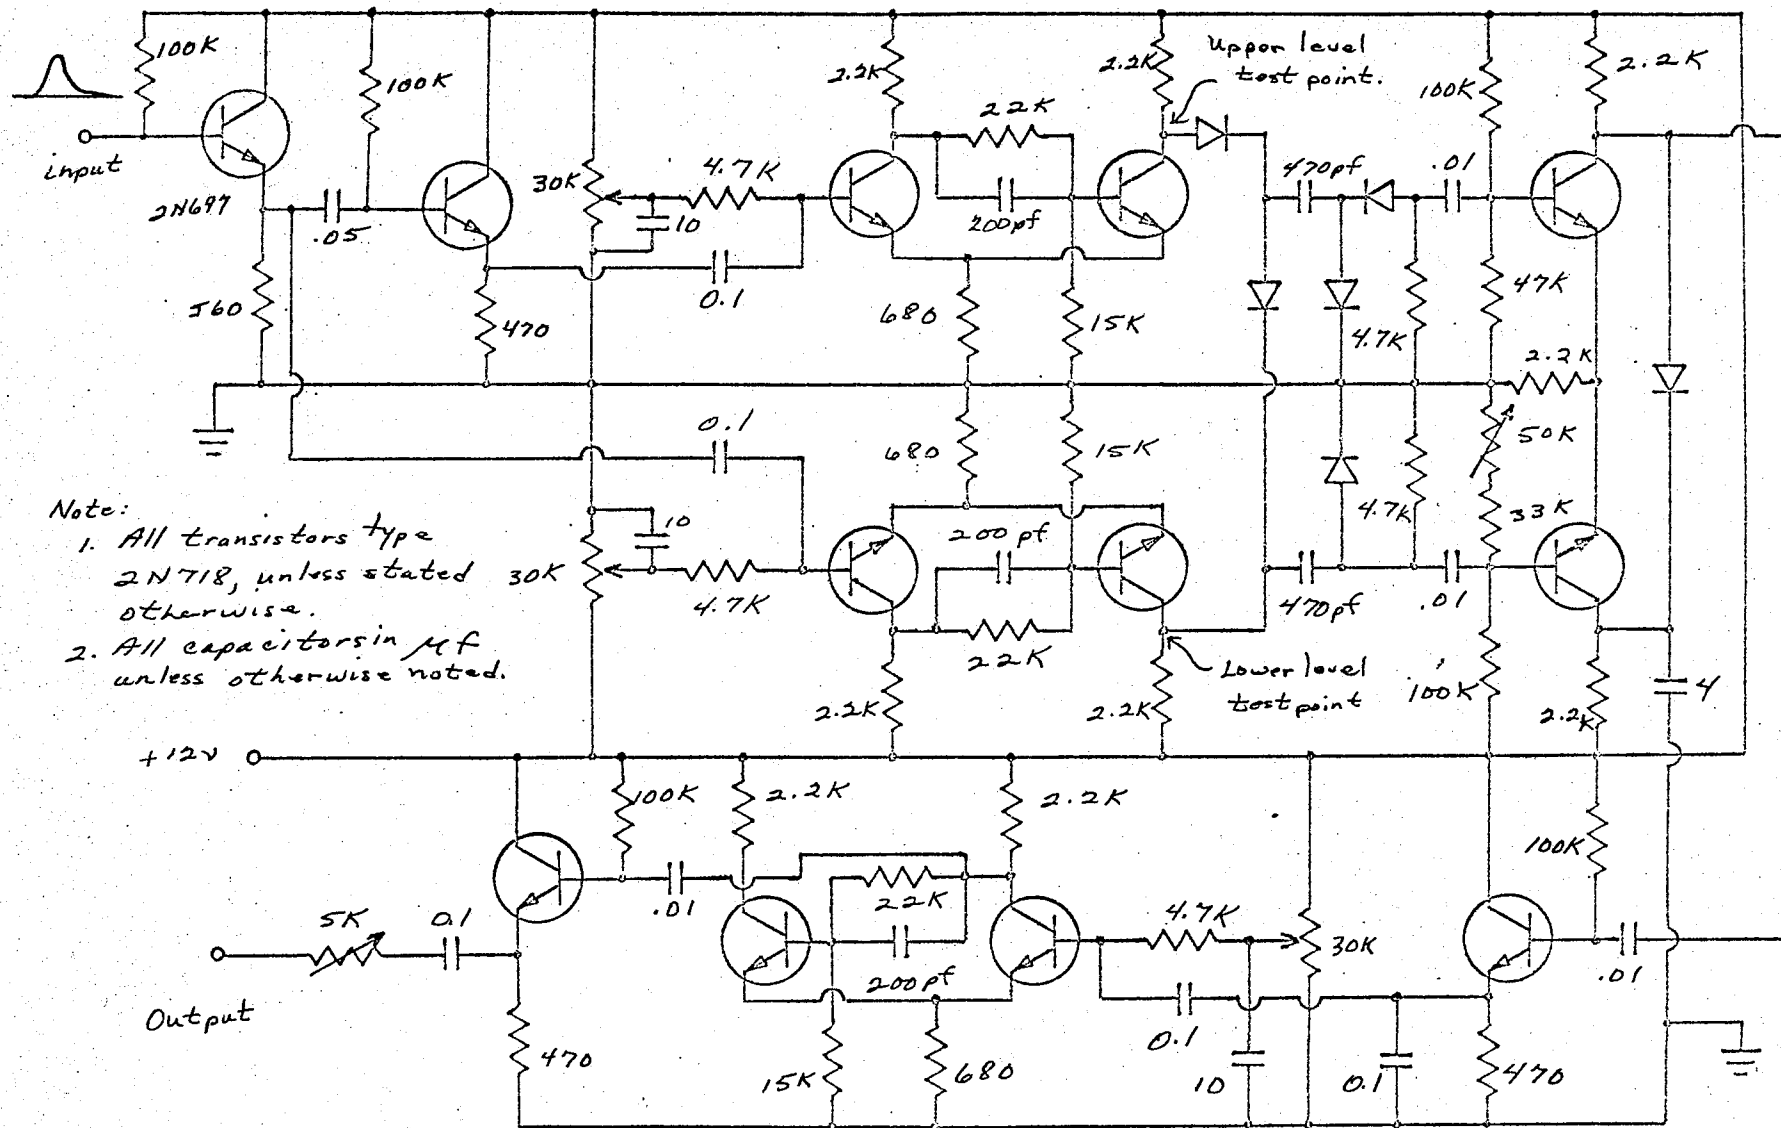 100K
100K
2.2K
2.2K
Upper level
test point.
100K
2.2K
22K
input
30K
4.7K
470pf
.01
2N697
.05
10
200pf
0.1
560
470
680
15K
4.7K
47K
2.2K
0.1
680
15K
50K
4.7K
33K
Note:
1. All transistors type
2N718, unless stated
otherwise.
2. All capacitors in μf
unless otherwise noted.
10
30K
4.7K
200 pf
22K
470pf
.01
2.2K
2.2K
Lower level
test point
100K
2.2K
4
+12v
100K
2.2K
2.2K
100K
.01
22K
5K
0.1
4.7K
30K
200pf
.01
Output
0.1
470
15K
680
10
0.1
470